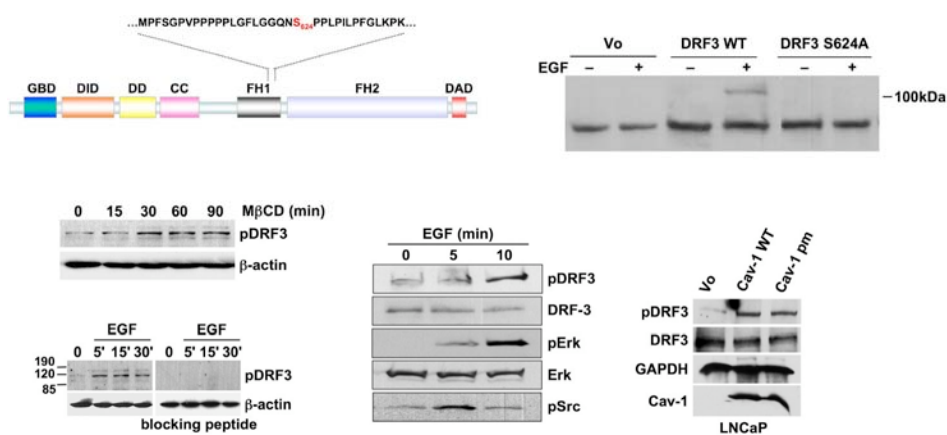 ...MPFSGPVPPPPPLGFLGGQNS624PPLPILPFGLKPK...
GBD DID DD CC FH1 FH2 DAD
Vo DRF3 WT DRF3 S624A
EGF – + – + – +
–100kDa
0 15 30 60 90 MβCD (min)
pDRF3
β-actin
EGF EGF
0 5' 15' 30' 0 5' 15' 30'
190
120
85
pDRF3
β-actin
blocking peptide
EGF (min)
0 5 10
pDRF3
DRF-3
pErk
Erk
pSrc
Vo Cav-1 WT Cav-1 pm
pDRF3
DRF3
GAPDH
Cav-1
LNCaP